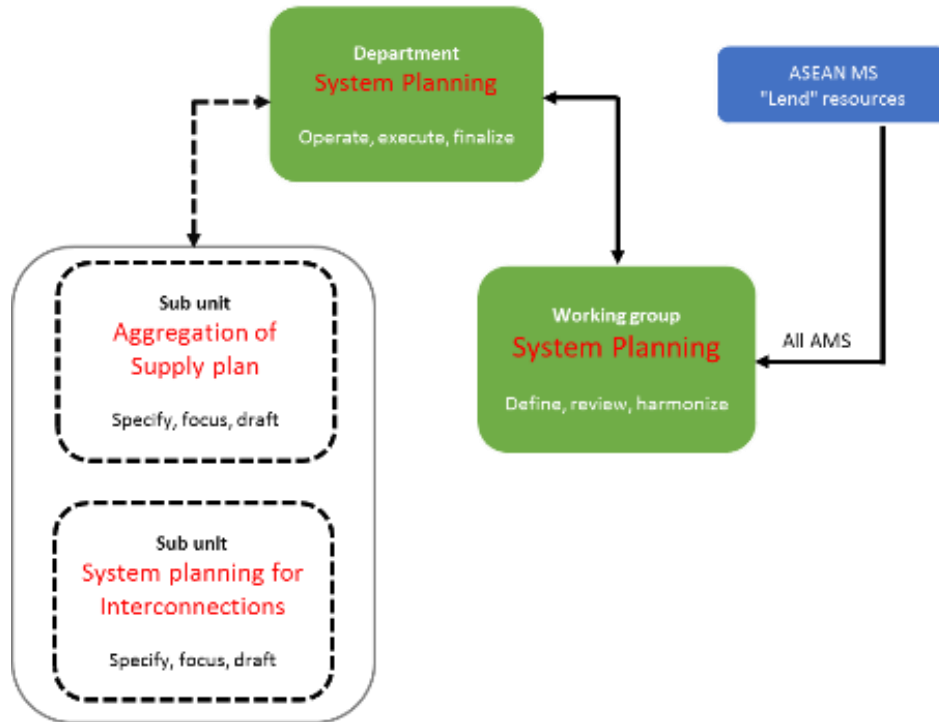 Department
System Planning
Operate, execute, finalize
ASEAN MS
"Lend" resources
Sub unit
Aggregation of
Supply plan
Specify, focus, draft
Working group
System Planning
Define, review, harmonize
All AMS
Sub unit
System planning for
Interconnections
Specify, focus, draft